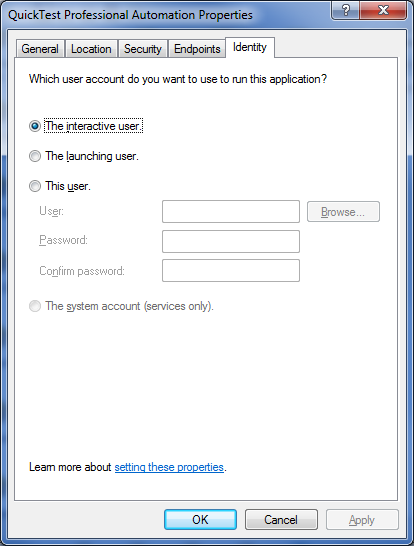 QuickTest Professional Automation Properties
General Location Security Endpoints Identity
Which user account do you want to use to run this application?
The interactive user.
The launching user.
This user.
User:
Browse...
Password:
Confirm password:
The system account (services only).
Learn more about setting these properties.
OK Cancel Apply